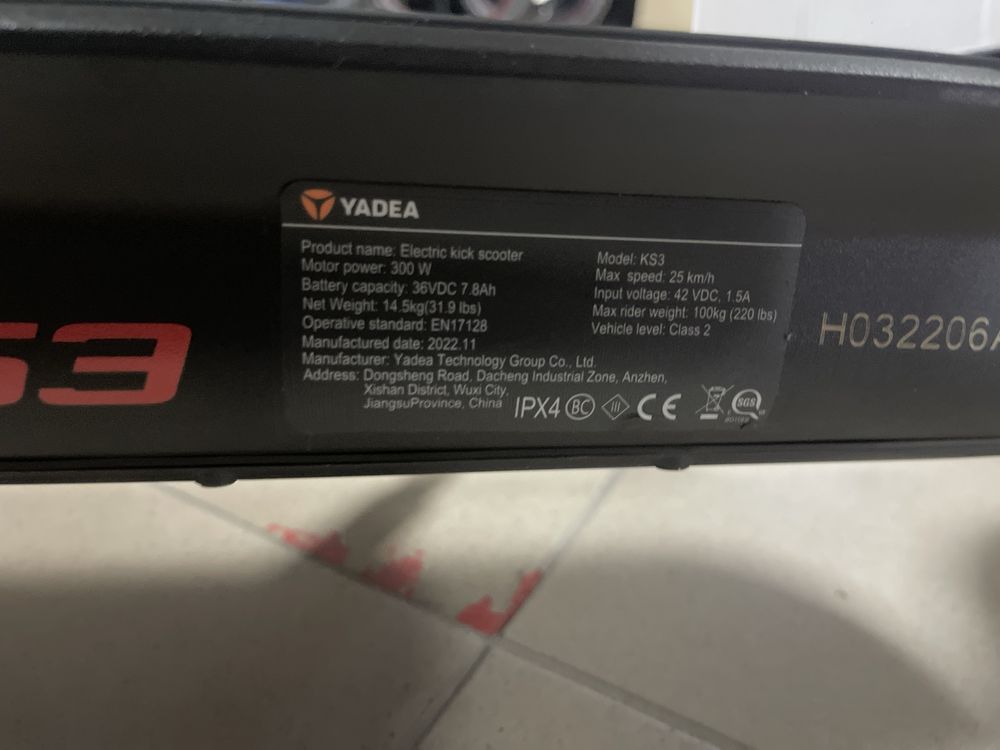 YADEA
Product name: Electric kick scooter
Motor power: 300 W
Battery capacity: 36VDC 7.8Ah
Net Weight: 14.5kg(31.9 lbs)
Operative standard: EN17128
Manufactured date: 2022.11
Manufacturer: Yadea Technology Group Co., Ltd.
Address: Dongsheng Road, Dacheng Industrial Zone, Anzhen,
Xishan District, Wuxi City,
JiangsuProvince, China
Model: KS3
Max speed: 25 km/h
Input voltage: 42 VDC, 1.5A
Max rider weight: 100kg (220 lbs)
Vehicle level: Class 2
IPX4 BC iii CE SGS
S3
H032206